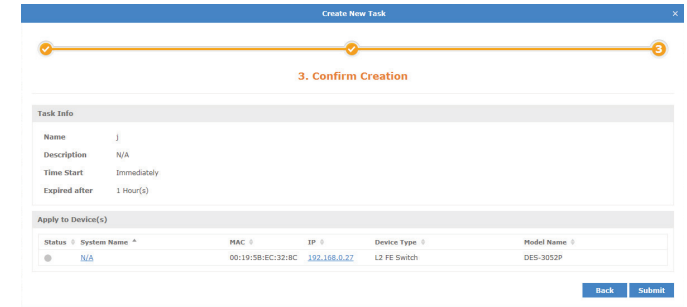 Create New Task ×
3
3. Confirm Creation
Task Info
Name j
Description N/A
Time Start Immediately
Expired after 1 Hour(s)
Apply to Device(s)
Status System Name MAC IP Device Type Model Name
N/A 00:19:5B:EC:32:8C 192.168.0.27 L2 FE Switch DES-3052P
Back Submit